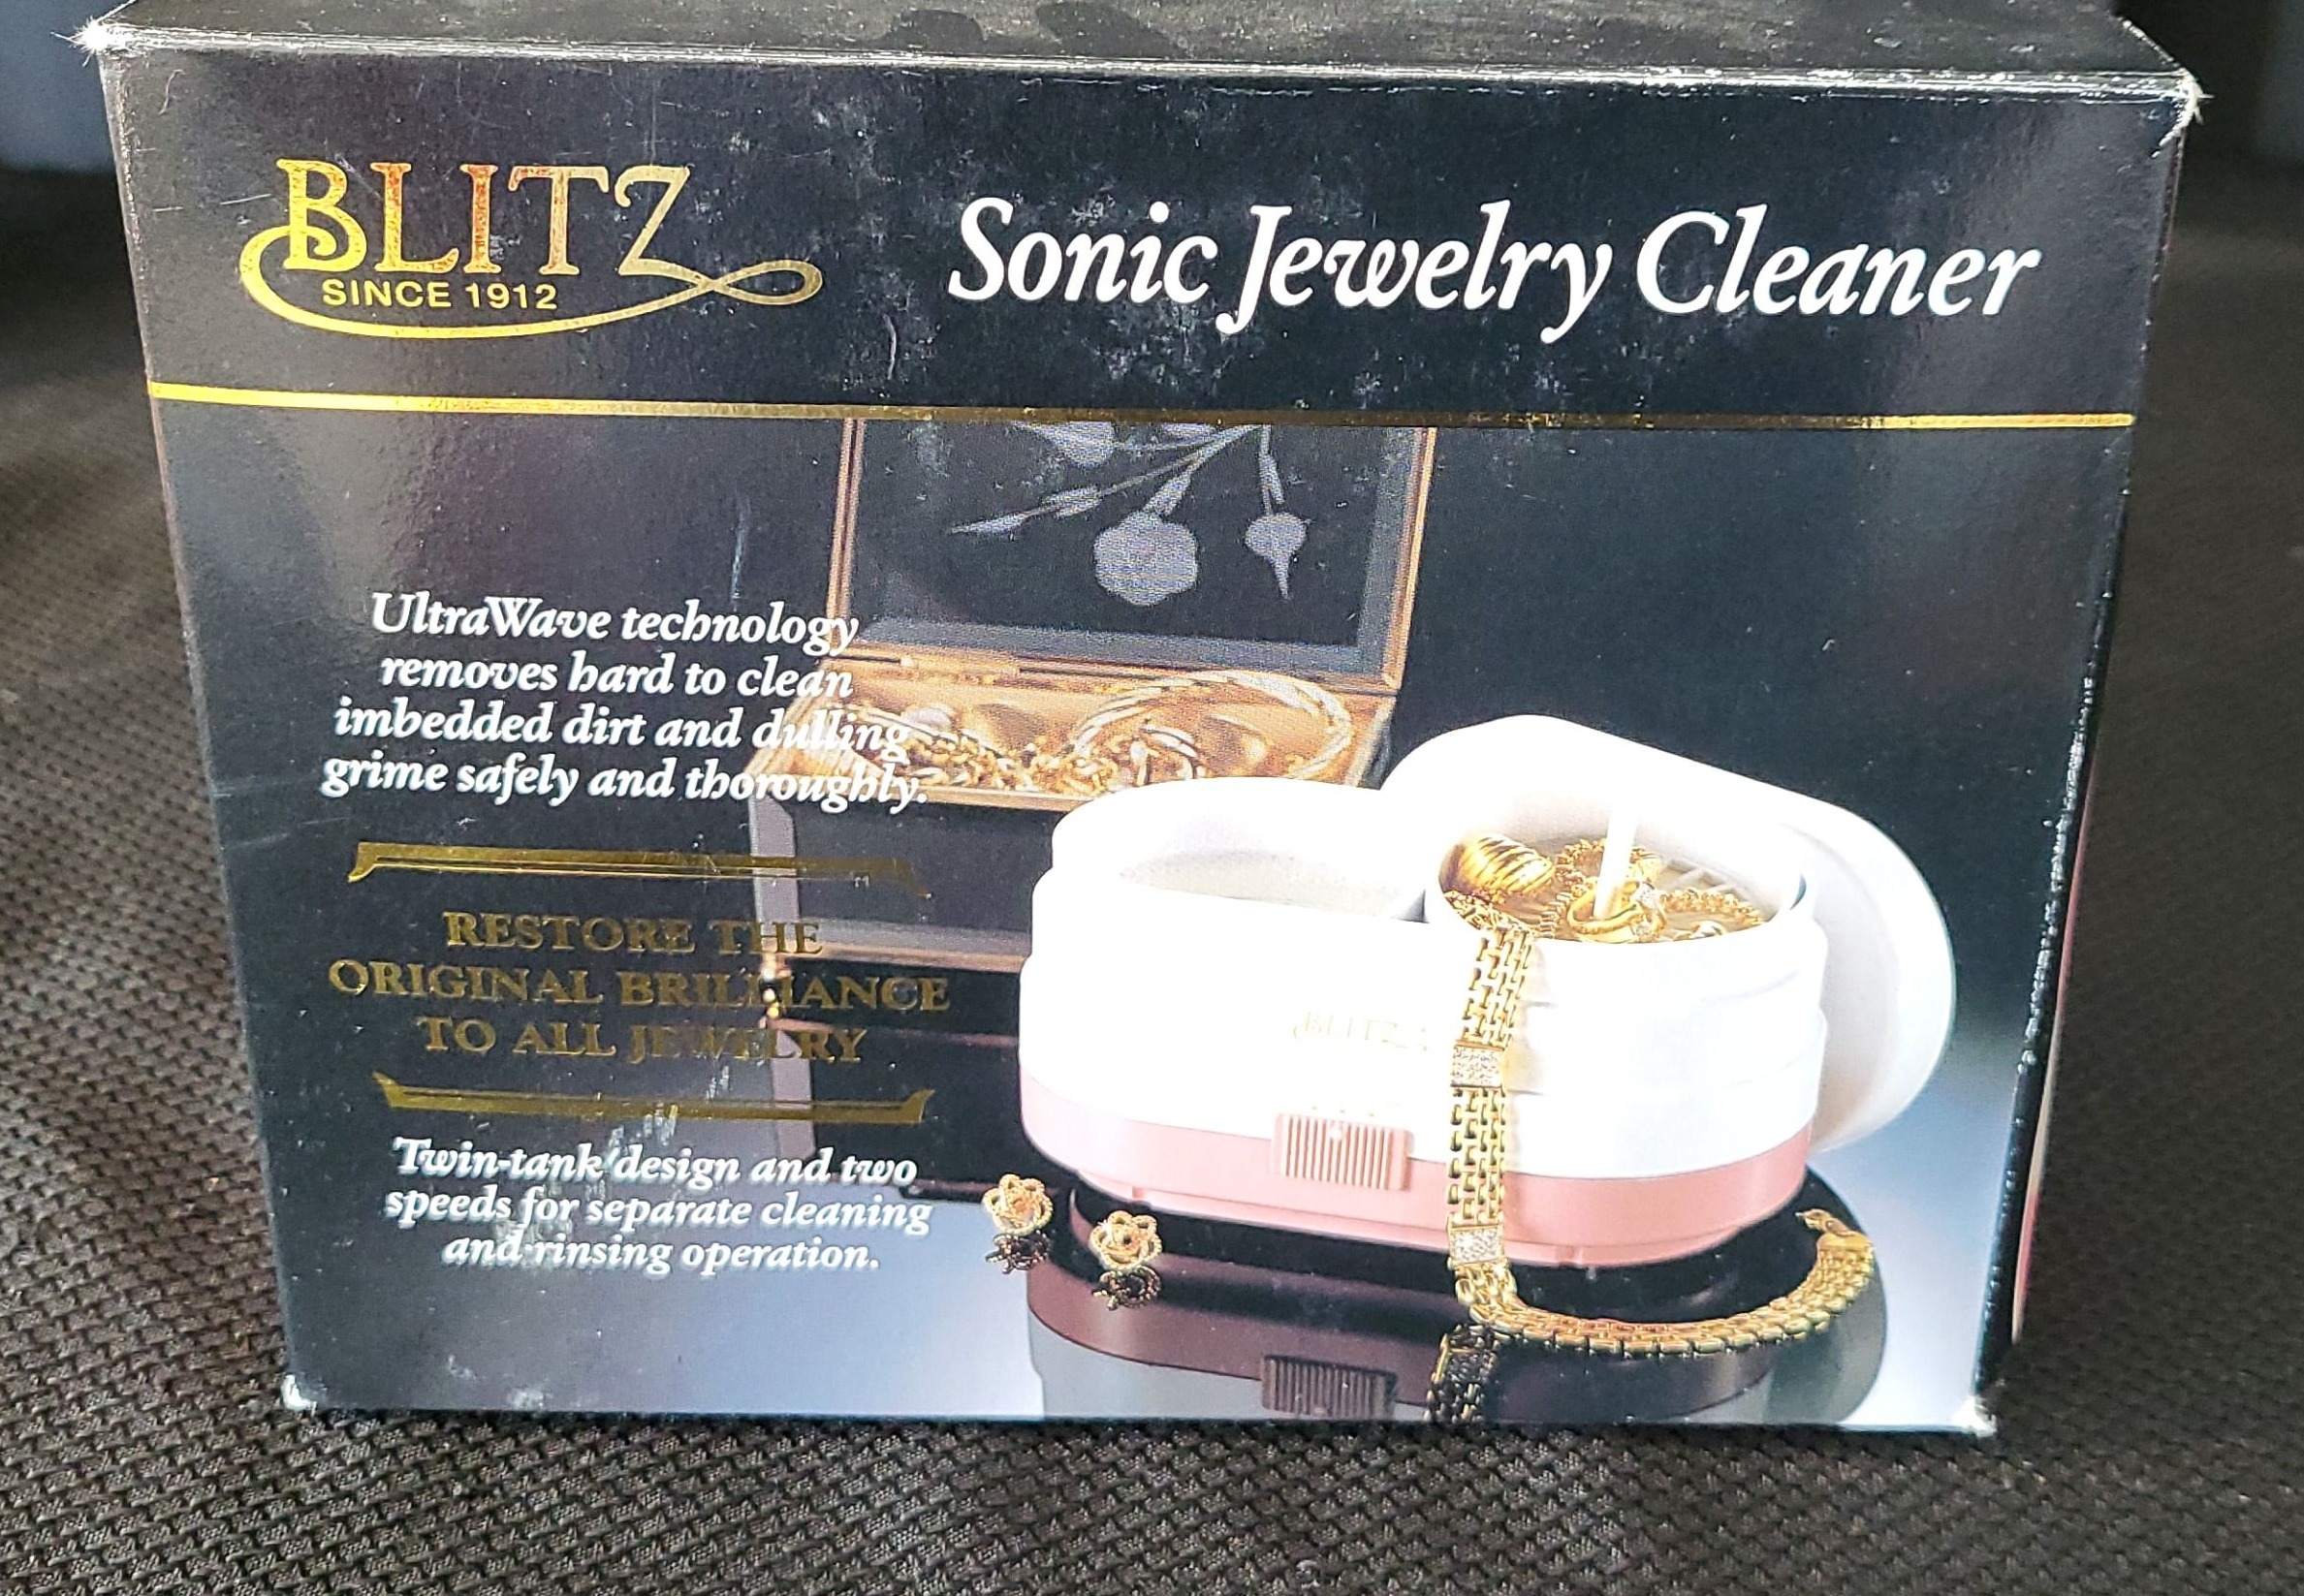 BLITZ
SINCE 1912
Sonic Jewelry Cleaner
UltraWave technology
removes hard to clean
imbedded dirt and dulling
grime safely and thoroughly.
RESTORE THE
ORIGINAL BRILLIANCE
TO ALL JEWELRY
Twin-tank design and two
speeds for separate cleaning
and rinsing operation.
BLITZ